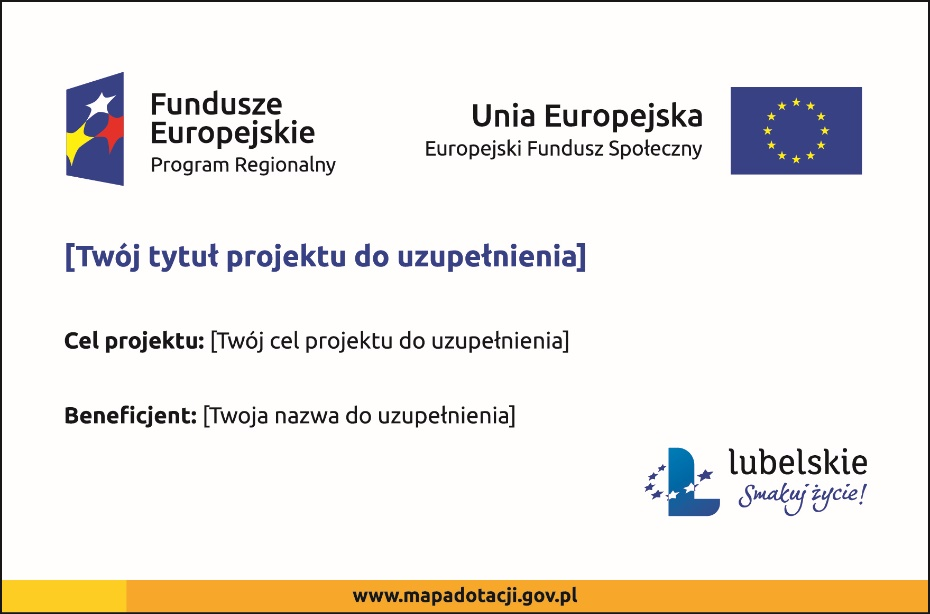 Fundusze
Europejskie
Program Regionalny
Unia Europejska
Europejski Fundusz Społeczny
[Twój tytuł projektu do uzupełnienia]
Cel projektu: [Twój cel projektu do uzupełnienia]
Beneficjent: [Twoja nazwa do uzupełnienia]
lubelskie
Smakuj życie!
www.mapadotacji.gov.pl